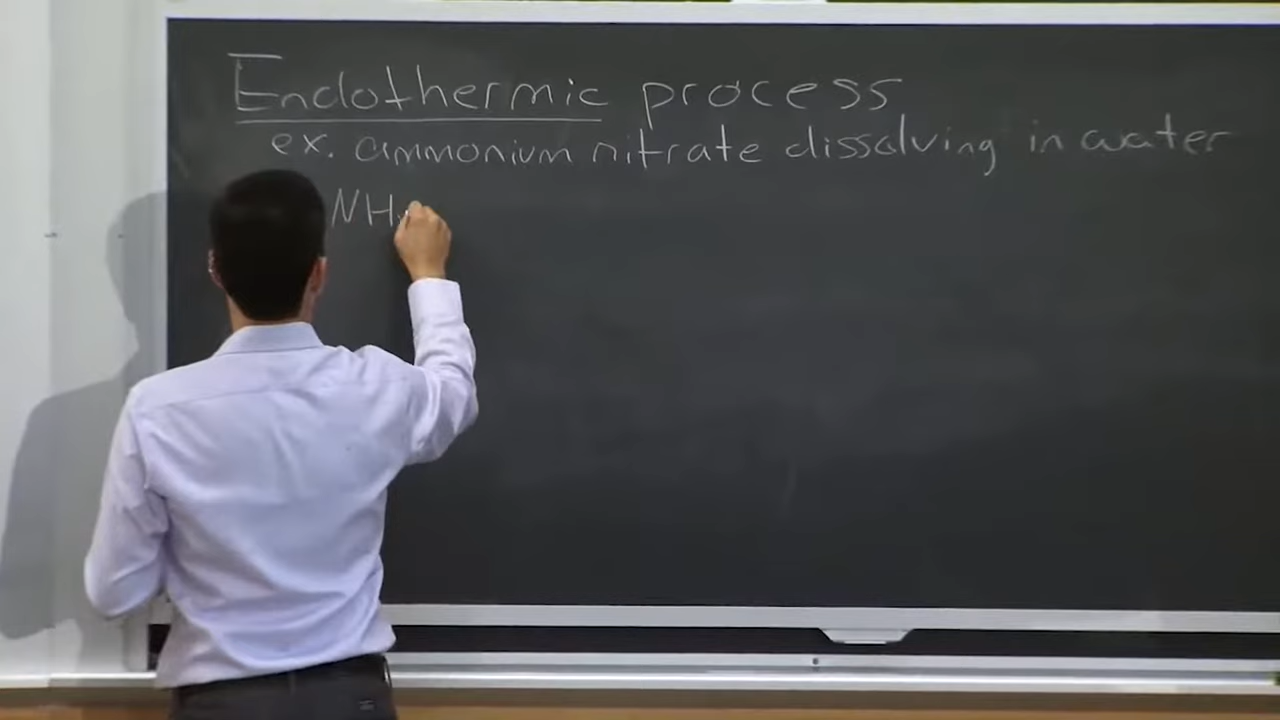 Endothermic process
ex. ammonium nitrate dissolving in water
NH